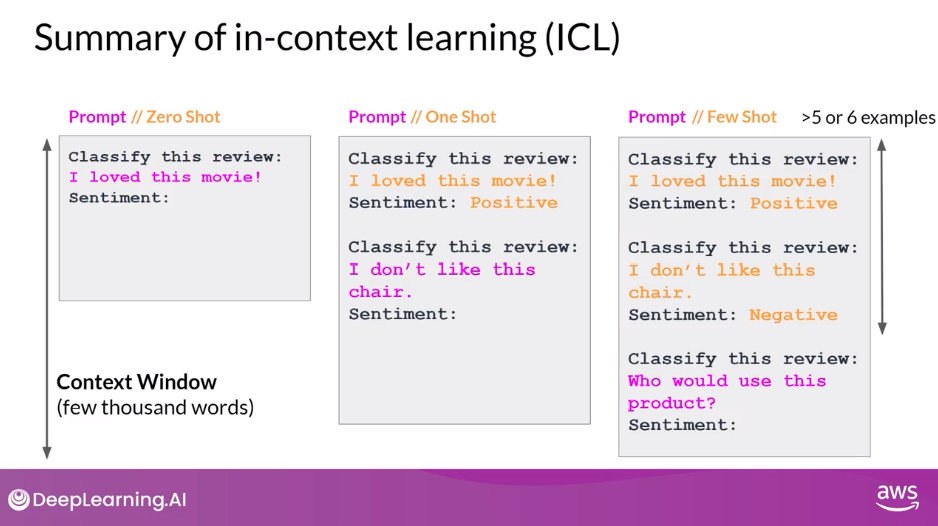 Summary of in-context learning (ICL)
Prompt // Zero Shot
Classify this review:
I loved this movie!
Sentiment:
Context Window
(few thousand words)
Prompt // One Shot
Classify this review:
I loved this movie!
Sentiment: Positive
Classify this review:
I don't like this
chair.
Sentiment:
Prompt // Few Shot
>5 or 6 examples
Classify this review:
I loved this movie!
Sentiment: Positive
Classify this review:
I don't like this
chair.
Sentiment: Negative
Classify this review:
Who would use this
product?
Sentiment:
DeepLearning.AI
aws